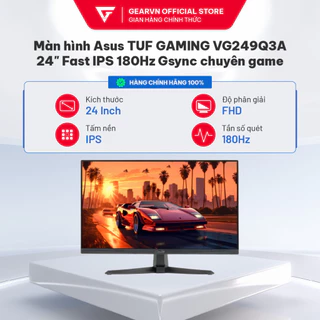 GEARVN OFFICIAL STORE
GIAN HÀNG CHÍNH THỨC
Màn hình Asus TUF GAMING VG249Q3A
24" Fast IPS 180Hz Gsync chuyên game
HÀNG CHÍNH HÃNG 100%
Kích thước
24 Inch
Độ phân giải
FHD
Tấm nền
IPS
Tần số quét
180Hz